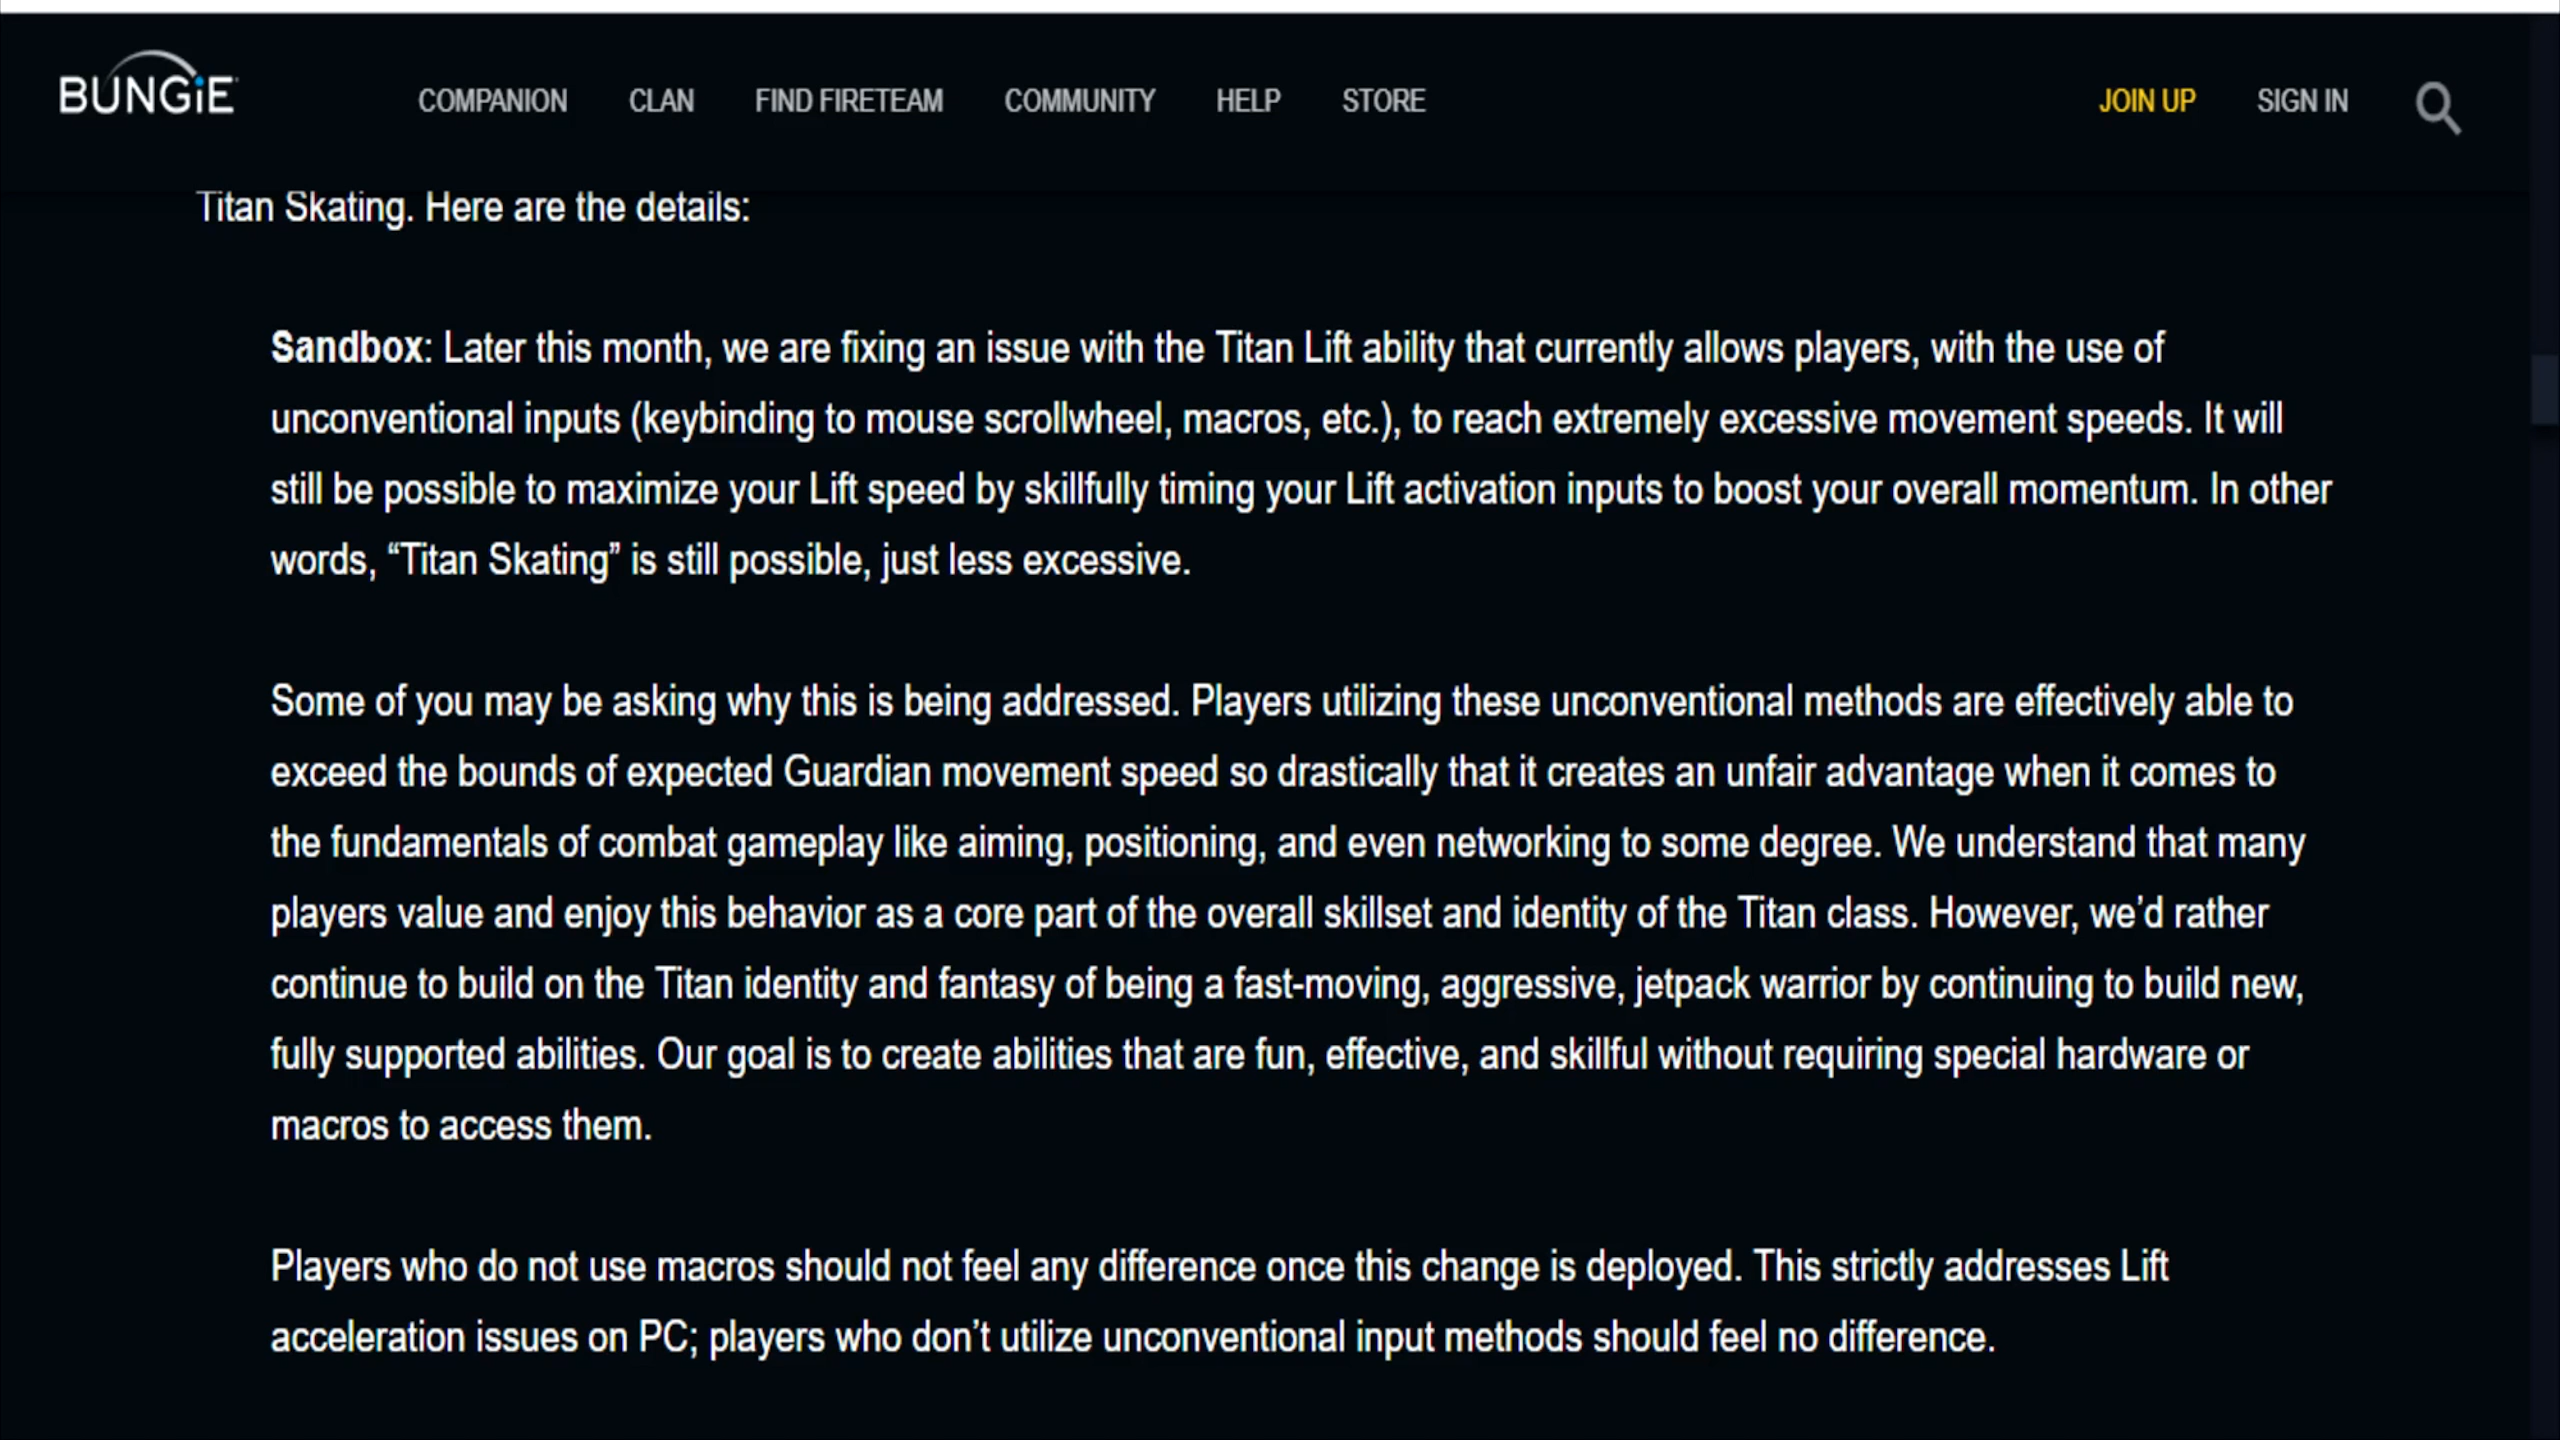 BUNGiE
COMPANION CLAN FIND FIRETEAM COMMUNITY HELP STORE JOIN UP SIGN IN
Titan Skating. Here are the details:
Sandbox: Later this month, we are fixing an issue with the Titan Lift ability that currently allows players, with the use of
unconventional inputs (keybinding to mouse scrollwheel, macros, etc.), to reach extremely excessive movement speeds. It will
still be possible to maximize your Lift speed by skillfully timing your Lift activation inputs to boost your overall momentum. In other
words, “Titan Skating” is still possible, just less excessive.
Some of you may be asking why this is being addressed. Players utilizing these unconventional methods are effectively able to
exceed the bounds of expected Guardian movement speed so drastically that it creates an unfair advantage when it comes to
the fundamentals of combat gameplay like aiming, positioning, and even networking to some degree. We understand that many
players value and enjoy this behavior as a core part of the overall skillset and identity of the Titan class. However, we’d rather
continue to build on the Titan identity and fantasy of being a fast-moving, aggressive, jetpack warrior by continuing to build new,
fully supported abilities. Our goal is to create abilities that are fun, effective, and skillful without requiring special hardware or
macros to access them.
Players who do not use macros should not feel any difference once this change is deployed. This strictly addresses Lift
acceleration issues on PC; players who don’t utilize unconventional input methods should feel no difference.